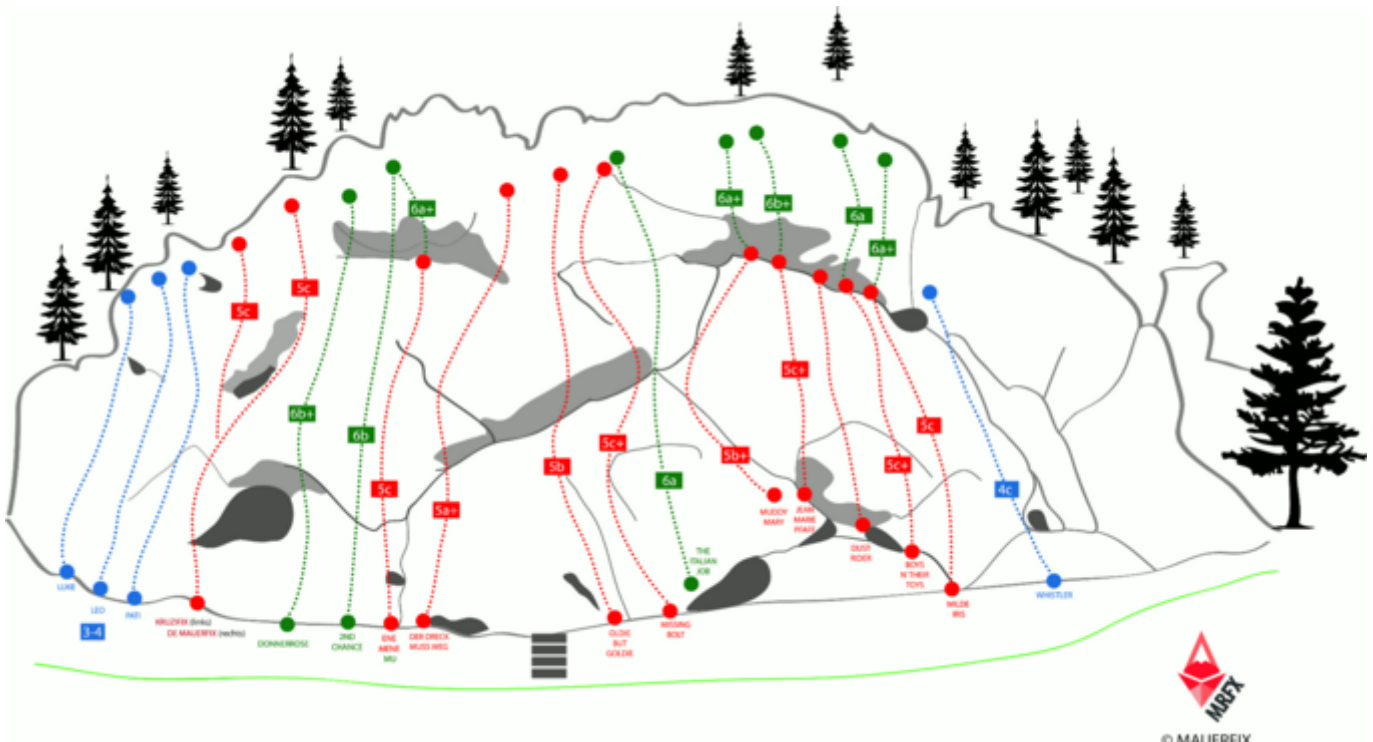 6a+
6b+
6a
6a+
6a+
5c
5c
5c+
6b+
6b
5c
5b
5c+
5b+
5c+
5c
6a
5c
5a+
4c
THE
ITALIAN
JOB
MUDDY
MARY
JEAN
MARIE
PFAFF
DUST
RIDER
BOYS
N'THEIR
TOYS
WILDE
IRIS
WHISTLER
LUKE
LEO
PATI
3-4
KRUZIFIX (links)
DE MAUERFIX (rechts)
DONNERROSE
2ND
CHANCE
ENE
MENE
MU
DER DRECK
MUSS WEG
OLDIE
BUT
GOLDIE
MISSING
BOLT
MRFX
© MAUERFIX